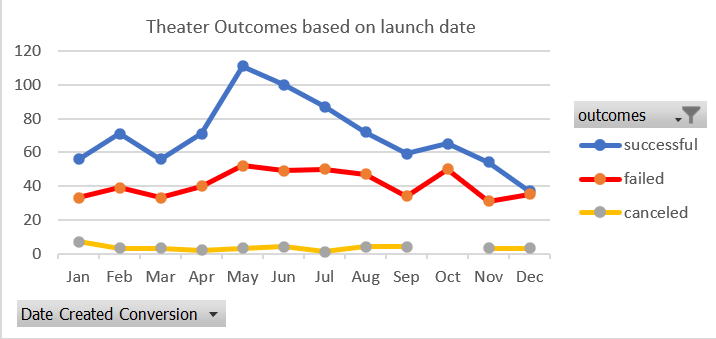 Theater Outcomes based on launch date
120
100
80
60
40
20
0
Jan Feb Mar Apr May Jun Jul Aug Sep Oct Nov Dec
outcomes
successful
failed
canceled
Date Created Conversion